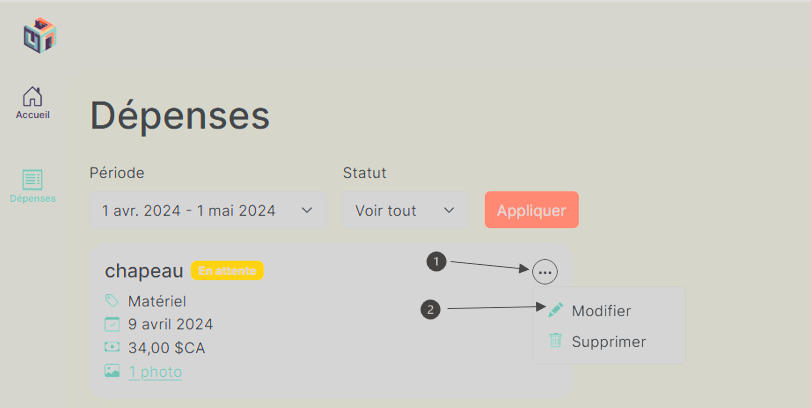 Accueil
Dépenses
Dépenses
Période
Statut
1 avr. 2024 - 1 mai 2024
Voir tout
Appliquer
chapeau En attente
1
Matériel
9 avril 2024
34,00 $CA
1 photo
2
Modifier
Supprimer